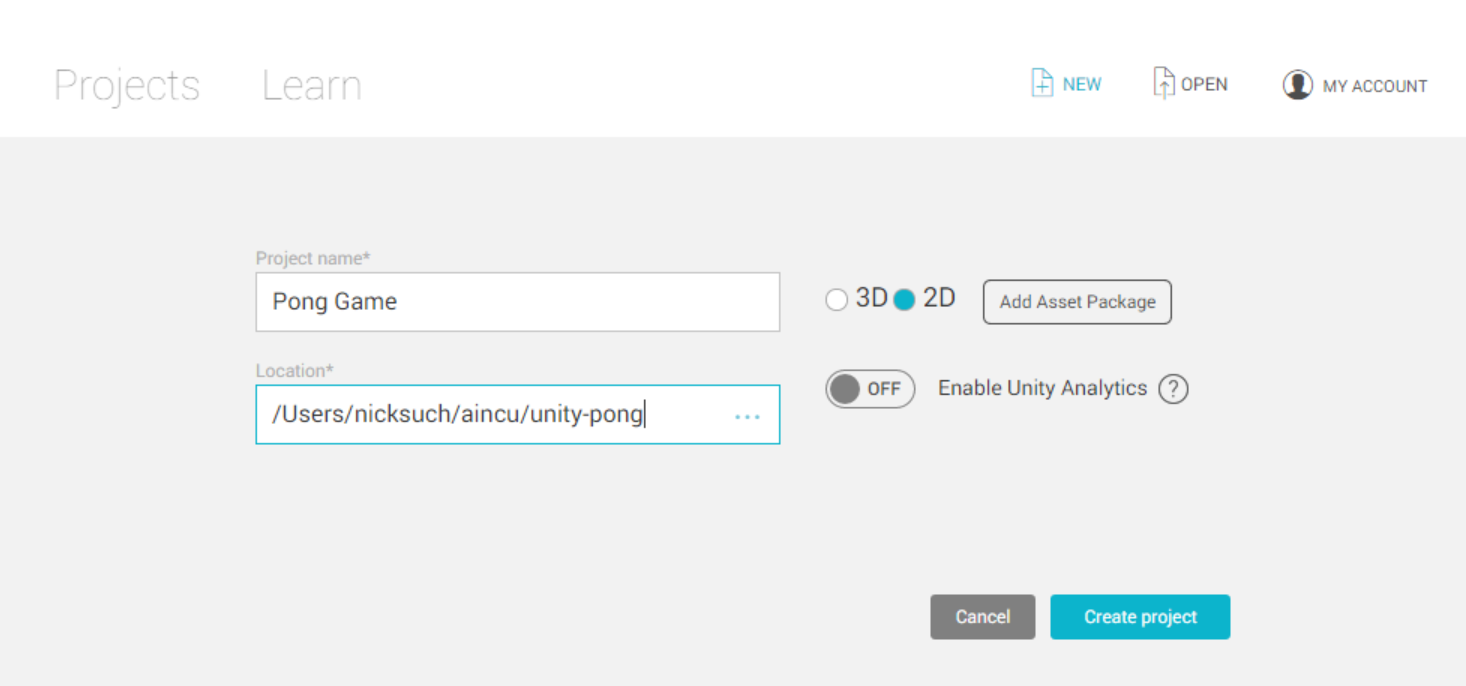 Projects Learn NEW OPEN MY ACCOUNT
Project name*
Pong Game 3D 2D Add Asset Package
Location*
/Users/nicksuch/aincu/unity-pong ... OFF Enable Unity Analytics ?
Cancel Create project